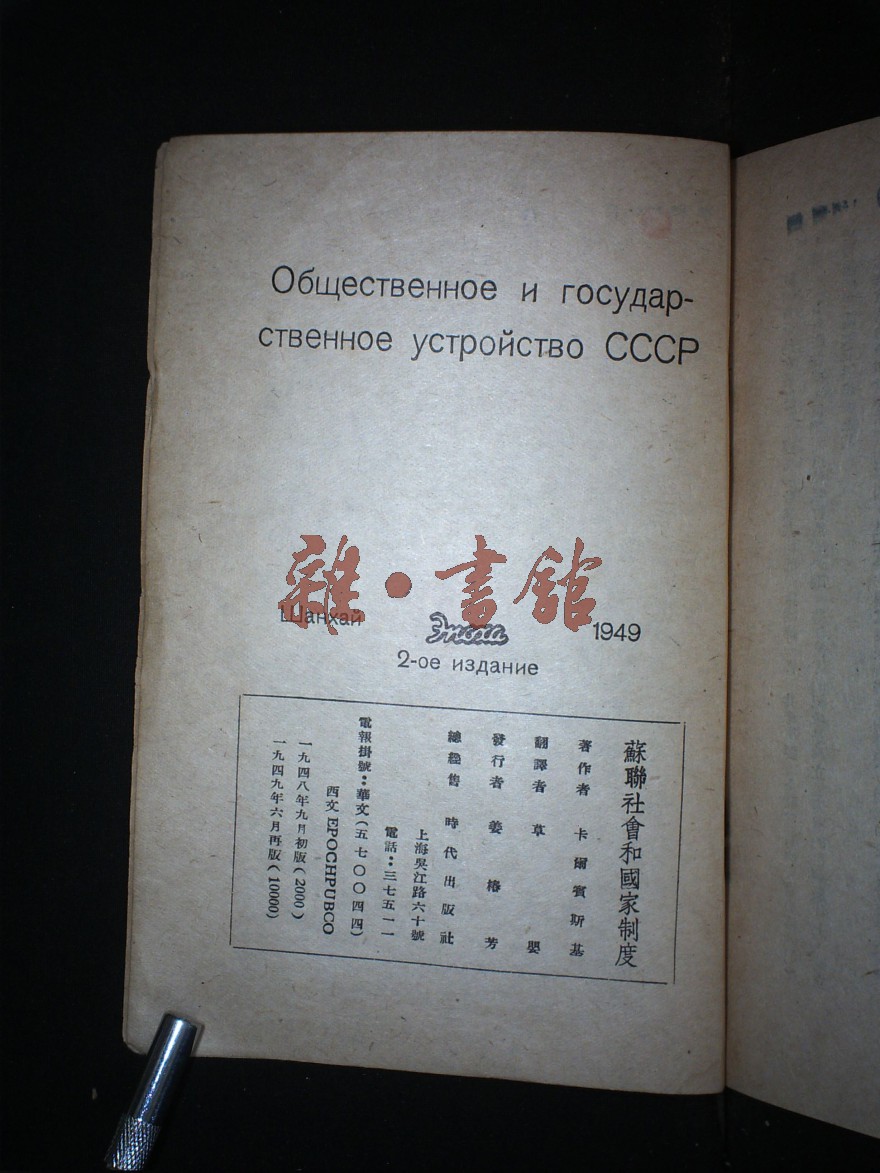 Общественное и государ-
ственное устройство СССР
雜·書館
Шанхай Эпоха 1949
2-ое издание
蘇聯社會和國家制度
著作者 卡爾賓斯基
翻譯者 草嬰
發行者 姜椿芳
總經售 時代出版社
上海吳江路六十號
電話：三七五一一
電報掛號：華文(五七〇〇四四)
西文 EPOCHPUBCO
一九四八年九月初版(2000)
一九四九年六月再版(10000)